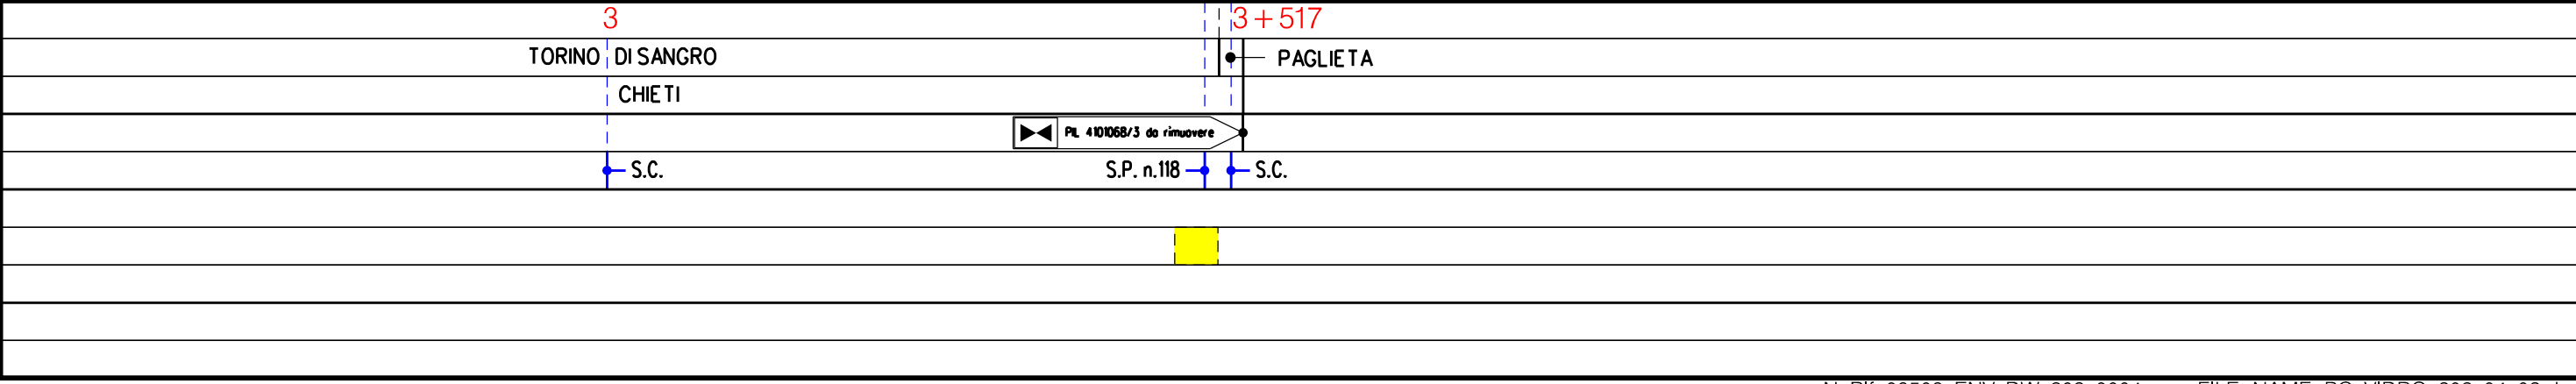 3
3+517
TORINO DI SANGRO
PAGLIETA
CHIETI
PIL 4101068/3 da rimuovere
S.C.
S.P. n.118
S.C.